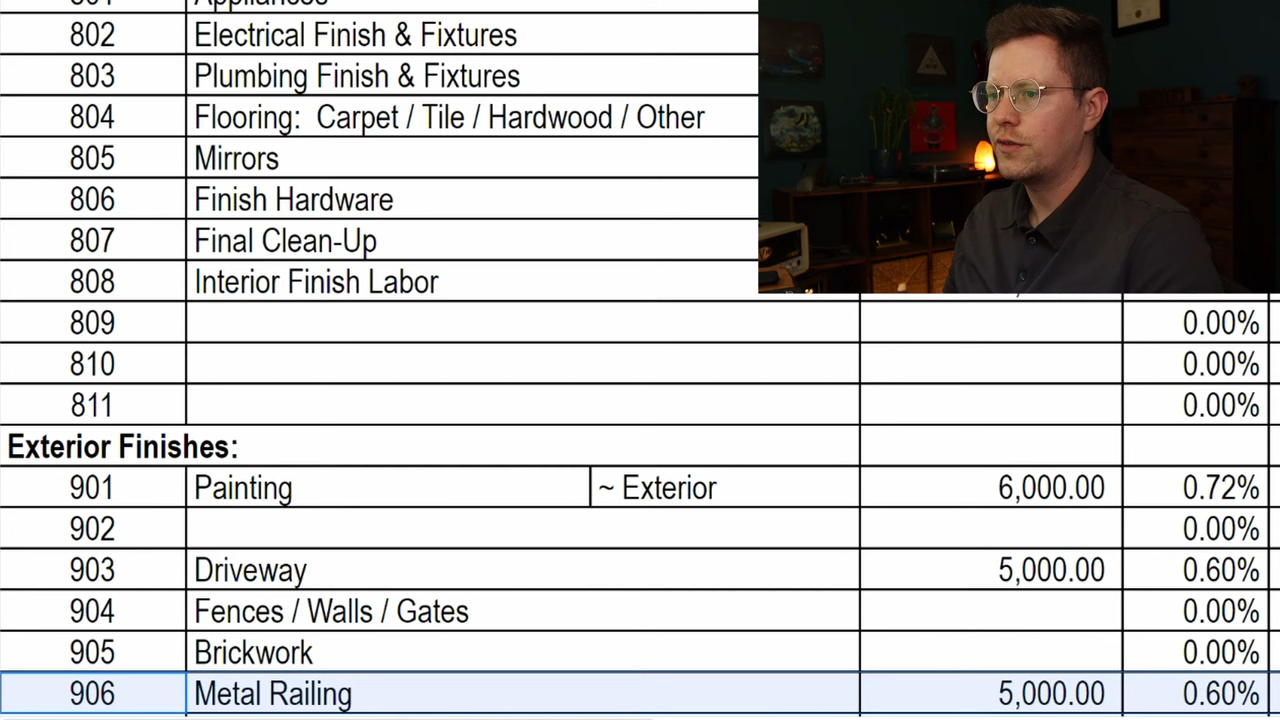 802 Electrical Finish & Fixtures
803 Plumbing Finish & Fixtures
804 Flooring: Carpet / Tile / Hardwood / Other
805 Mirrors
806 Finish Hardware
807 Final Clean-Up
808 Interior Finish Labor
809 0.00%
810 0.00%
811 0.00%
Exterior Finishes:
901 Painting ~ Exterior 6,000.00 0.72%
902 0.00%
903 Driveway 5,000.00 0.60%
904 Fences / Walls / Gates 0.00%
905 Brickwork 0.00%
906 Metal Railing 5,000.00 0.60%